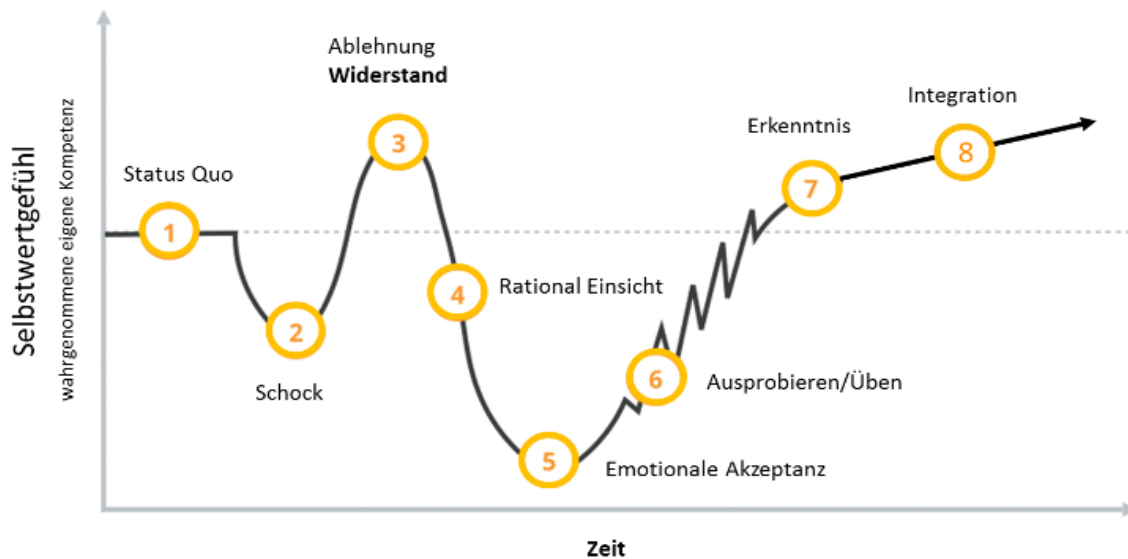 Ablehnung
Widerstand
Integration
Erkenntnis
Status Quo
3
8
7
1
Rational Einsicht
4
2
Schock
6
Ausprobieren/Üben
5
Emotionale Akzeptanz
Selbstwertgefühl
wahrgenommene eigene Kompetenz
Zeit